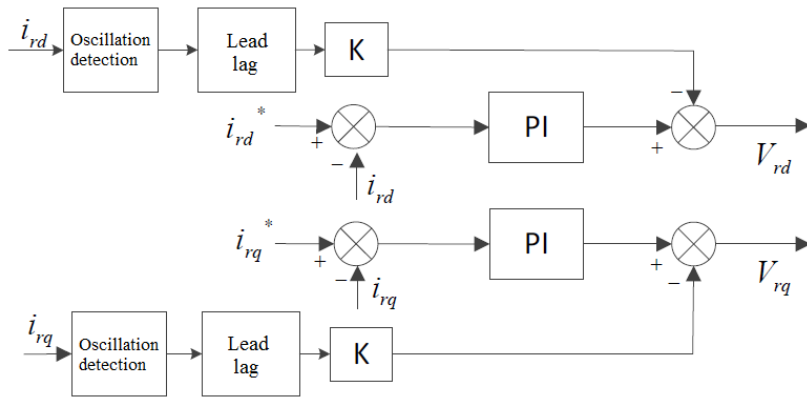 i_rd
Oscillation
detection
Lead
lag
K
−
i_rd*
+
−
PI
+
V_rd
i_rd
i_rq*
+
−
PI
+
−
V_rq
i_rq
i_rq
Oscillation
detection
Lead
lag
K